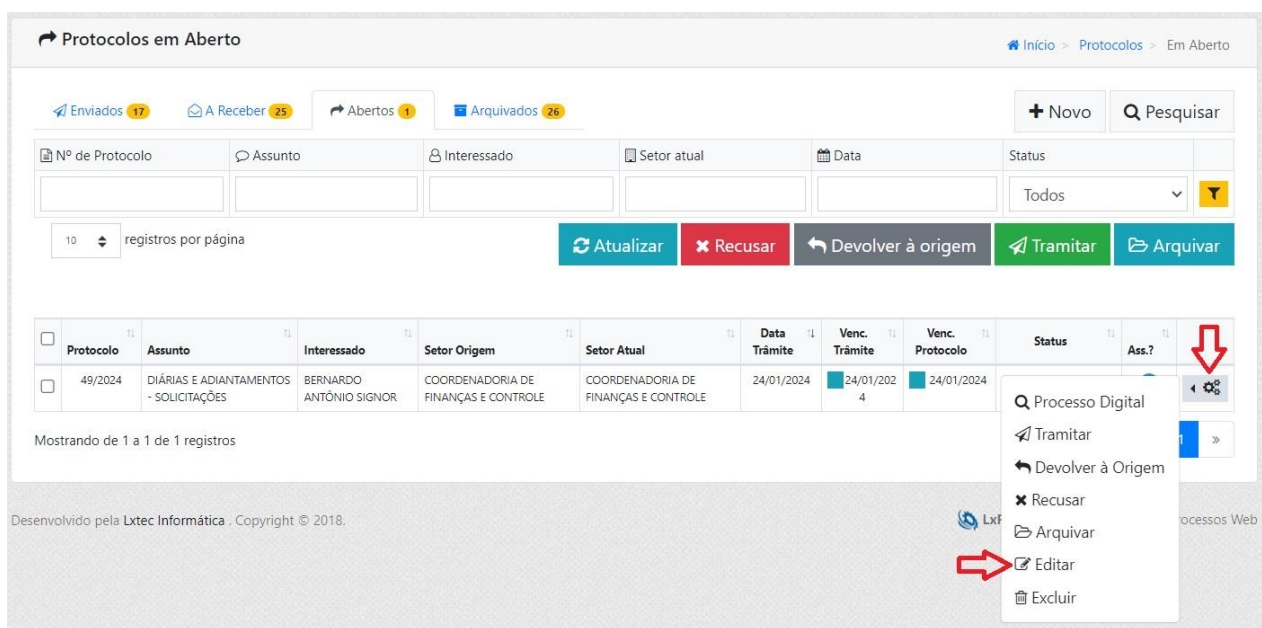 Protocolos em Aberto
Início > Protocolos > Em Aberto
Enviados 17 A Receber 25 Abertos 1 Arquivados 26
+ Novo Pesquisar
Nº de Protocolo Assunto Interessado Setor atual Data Status
Todos
10 registros por página
Atualizar Recusar Devolver à origem Tramitar Arquivar
Protocolo Assunto Interessado Setor Origem Setor Atual Data Trâmite Venc. Trâmite Venc. Protocolo Status Ass.?
49/2024 DIÁRIAS E ADIANTAMENTOS BERNARDO COORDENADORIA DE COORDENADORIA DE 24/01/2024 24/01/202 24/01/2024
- SOLICITAÇÕES ANTÔNIO SIGNOR FINANÇAS E CONTROLE FINANÇAS E CONTROLE 4
Mostrando de 1 a 1 de 1 registros
1 »
Processo Digital
Tramitar
Devolver à Origem
Recusar
Arquivar
Editar
Excluir
Desenvolvido pela Lxtec Informática . Copyright © 2018.
Web